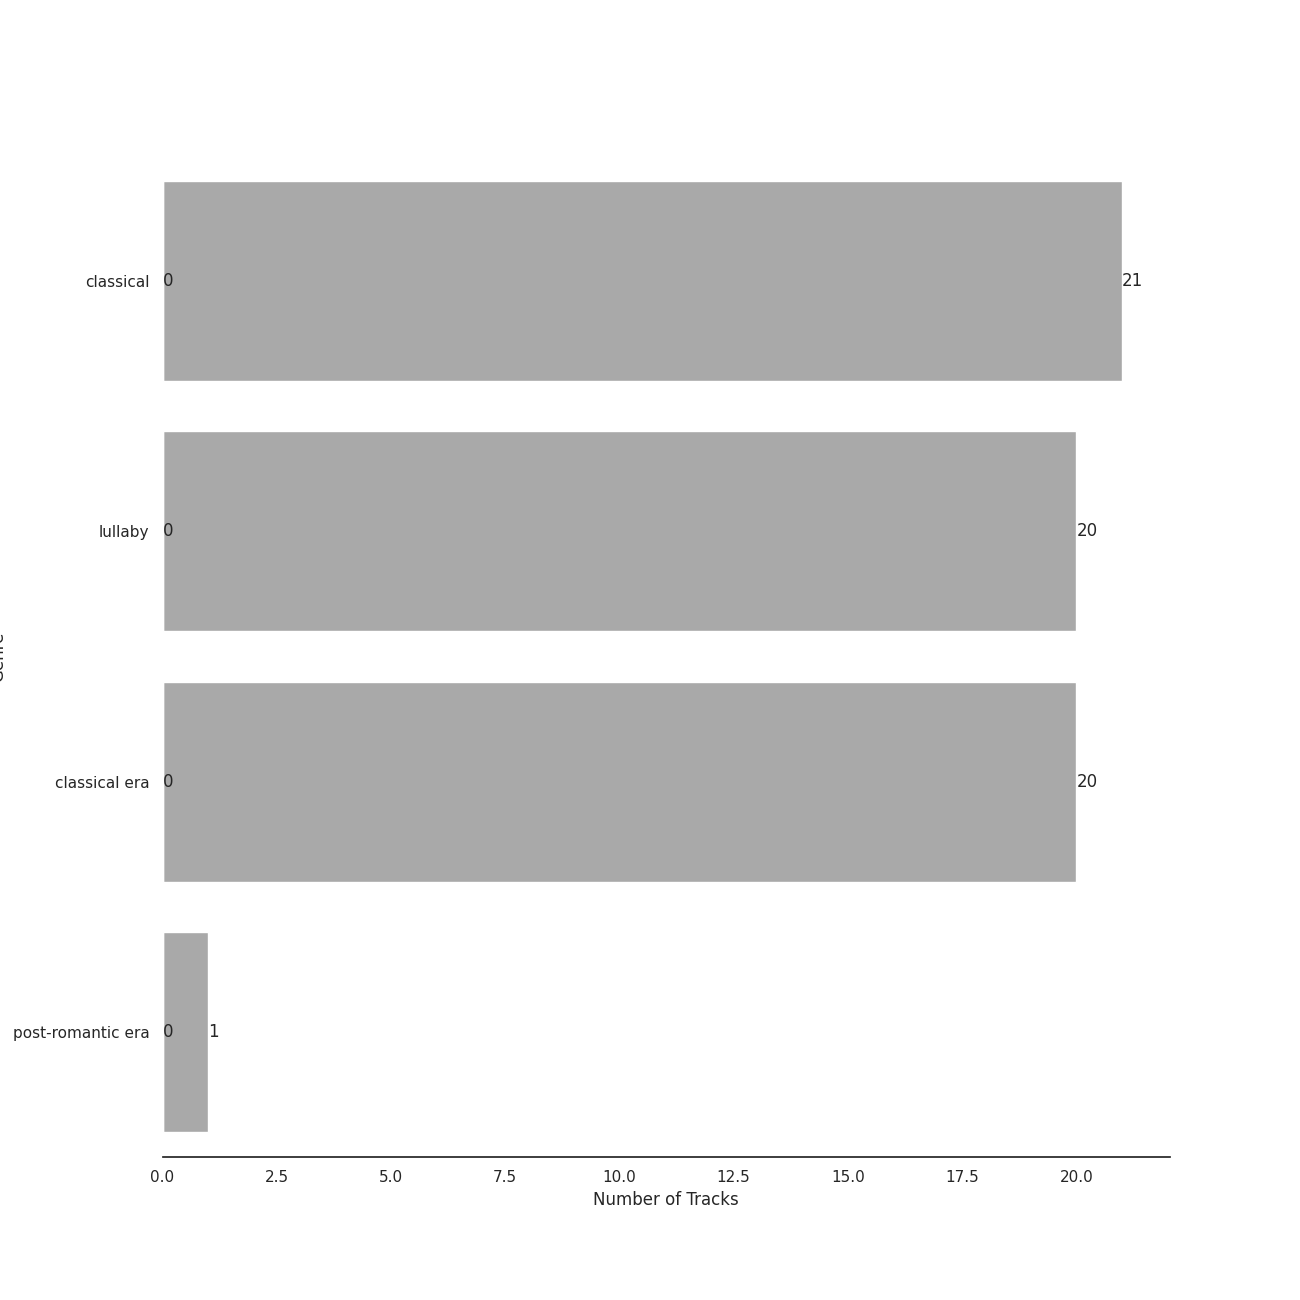 classical 0 21
lullaby 0 20
classical era 0 20
post-romantic era 0 1
0.0 2.5 5.0 7.5 10.0 12.5 15.0 17.5 20.0
Number of Tracks